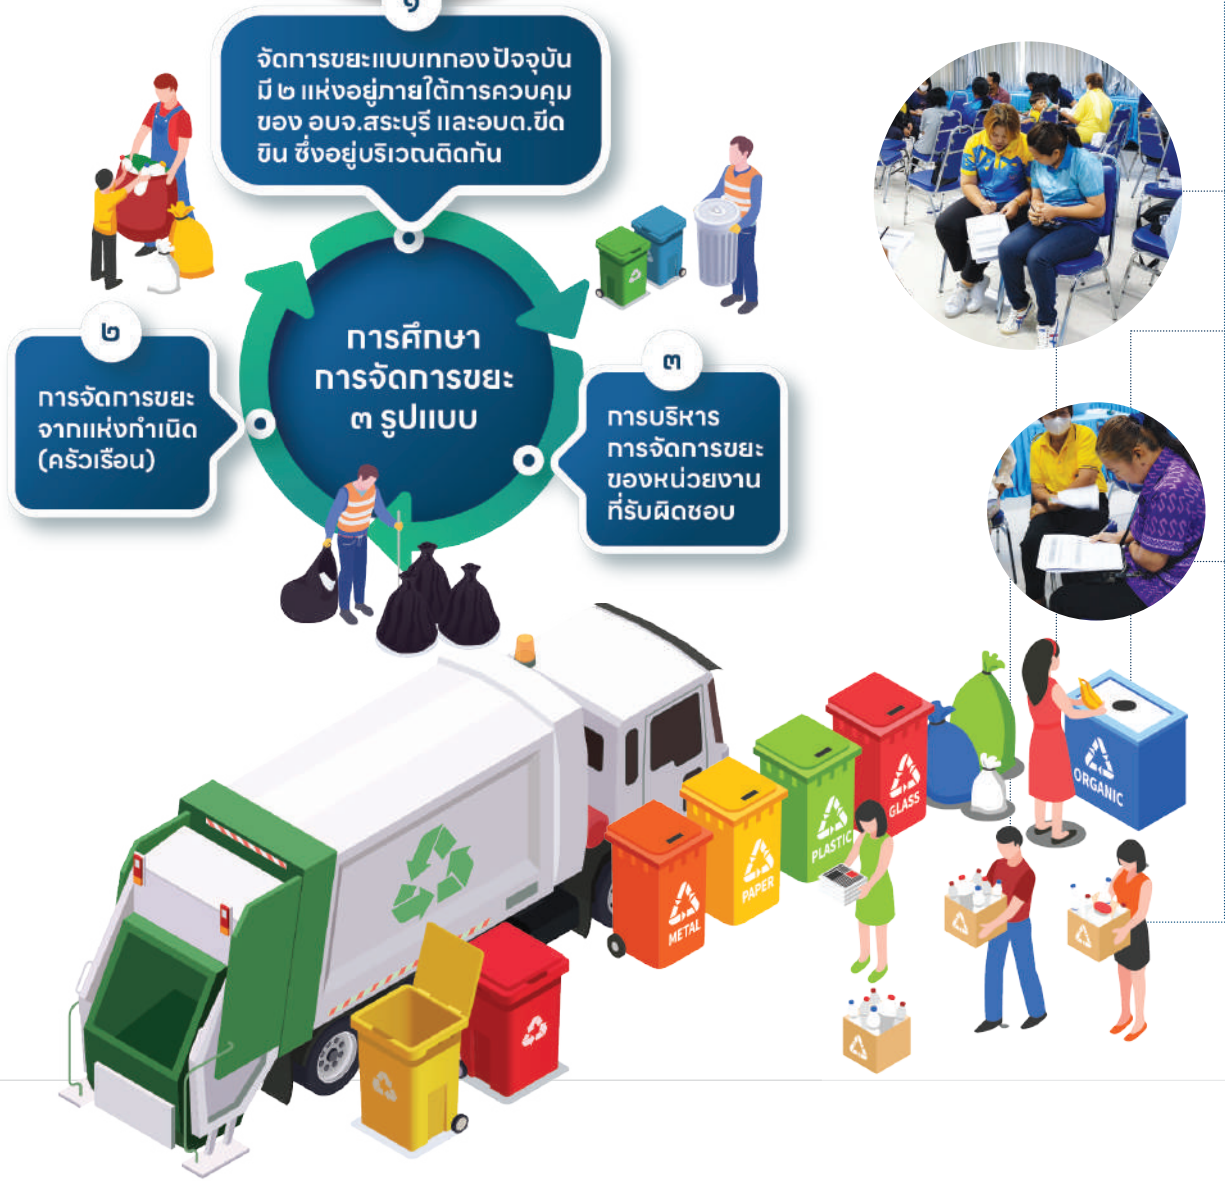 ๑
จัดการขยะแบบเทกอง ปัจจุบัน
มี ๒ แห่งอยู่ภายใต้การควบคุม
ของ อบจ.สระบุรี และอบต.ขีด
ขิน ซึ่งอยู่บริเวณติดกัน
การศึกษา
การจัดการขยะ
๓ รูปแบบ
๒
การจัดการขยะ
จากแห่งกำเนิด
(ครัวเรือน)
๓
การบริหาร
การจัดการขยะ
ของหน่วยงาน
ที่รับผิดชอบ
METAL
PAPER
PLASTIC
GLASS
ORGANIC